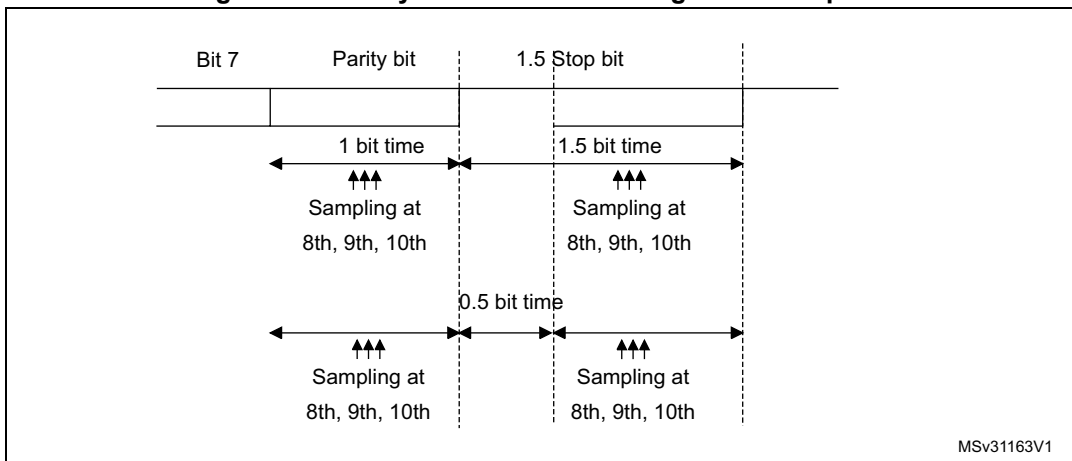 Bit 7 Parity bit 1.5 Stop bit
1 bit time 1.5 bit time
Sampling at Sampling at
8th, 9th, 10th 8th, 9th, 10th
0.5 bit time
Sampling at Sampling at
8th, 9th, 10th 8th, 9th, 10th
MSv31163V1